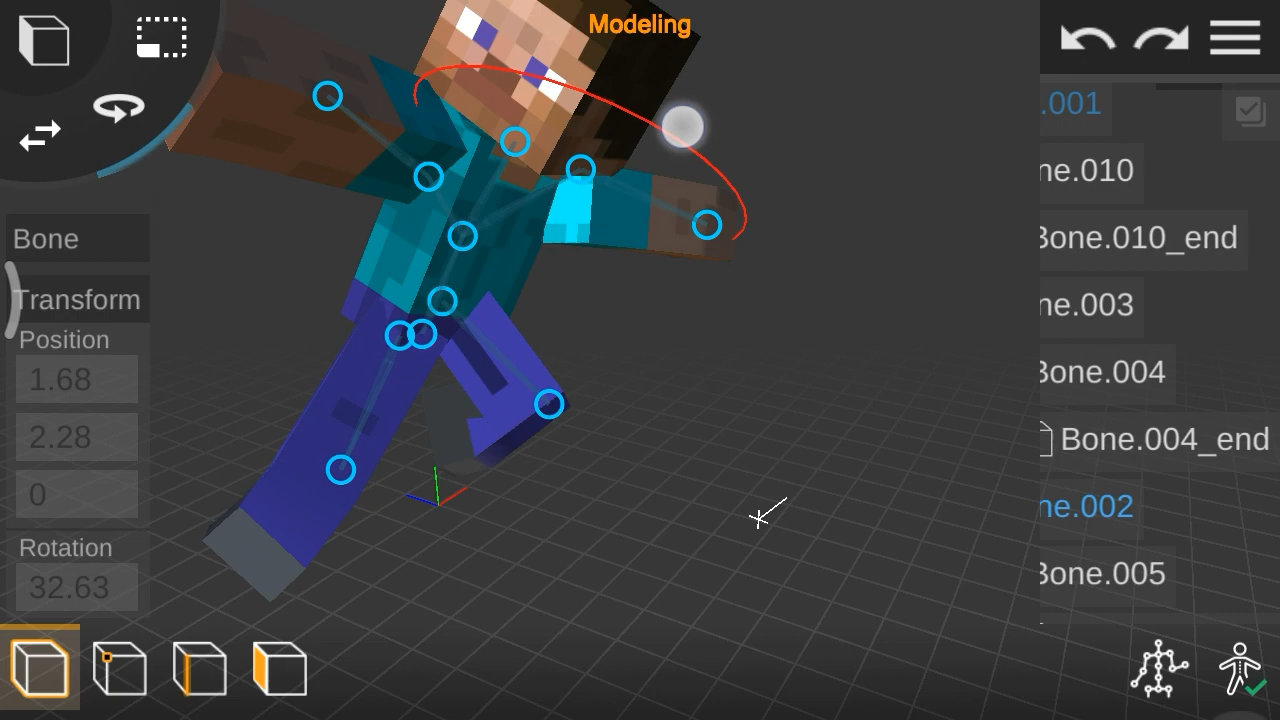 Modeling
.001
ne.010
Bone.010_end
ne.003
Bone.004
Bone.004_end
ne.002
Bone.005
Bone
Transform
Position
1.68
2.28
0
Rotation
32.63